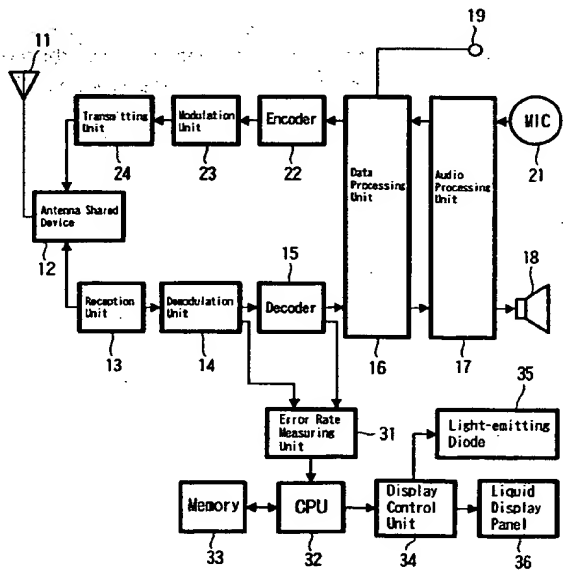 19
11
Transmitting
Unit
Modulation
Unit
Encoder
Data
Processing
Unit
Audio
Processing
Unit
MIC
24
23
22
21
Antenna Shared
Device
12
15
18
Reception
Unit
Demodulation
Unit
Decoder
13
14
16
17
35
Error Rate
Measuring
Unit
31
Light-emitting
Diode
Memory
CPU
Display
Control
Unit
Liquid
Display
Panel
33
32
34
36